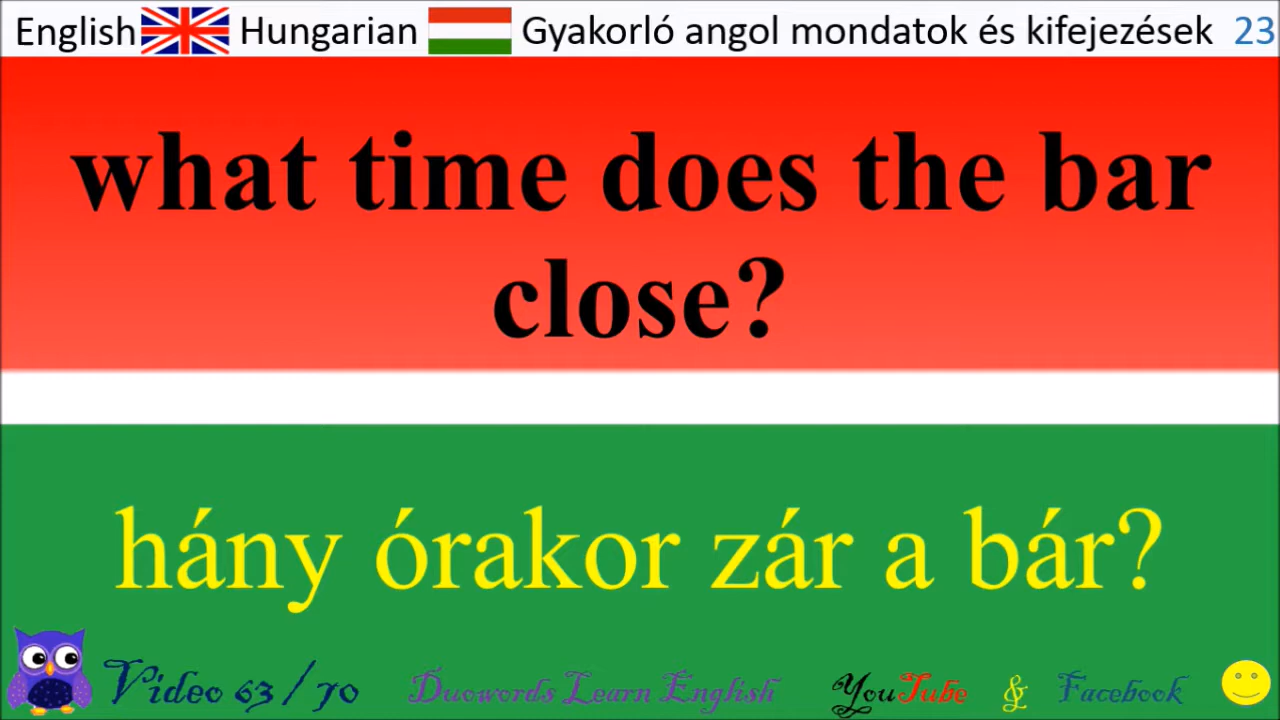 English Hungarian Gyakorló angol mondatok és kifejezések 23
what time does the bar
close?
hány órakor zár a bár?
Video 63/70 Duowords Learn English YouTube & Facebook